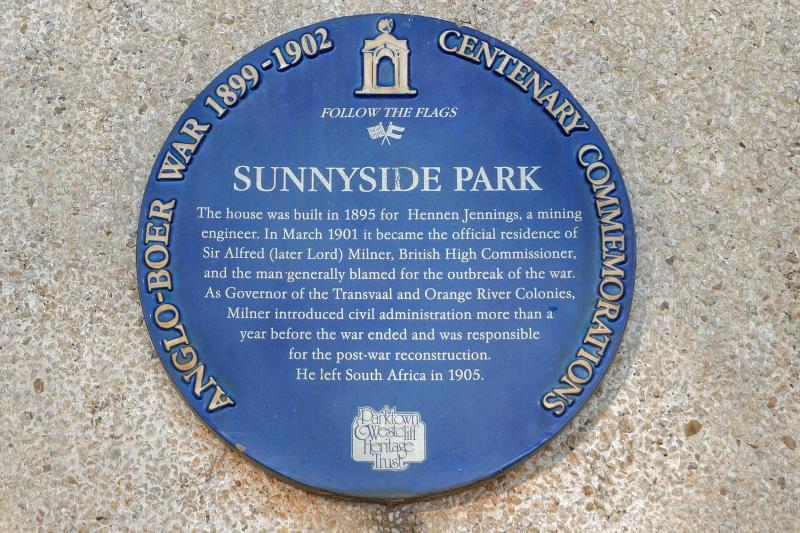 ANGLO-BOER WAR 1899-1902
CENTENARY COMMEMORATIONS
FOLLOW THE FLAGS
SUNNYSIDE PARK
The house was built in 1895 for Hennen Jennings, a mining
engineer. In March 1901 it became the official residence of
Sir Alfred (later Lord) Milner, British High Commissioner,
and the man generally blamed for the outbreak of the war.
As Governor of the Transvaal and Orange River Colonies,
Milner introduced civil administration more than a
year before the war ended and was responsible
for the post-war reconstruction.
He left South Africa in 1905.
The
Parktown
& Westcliff
Heritage
Trust